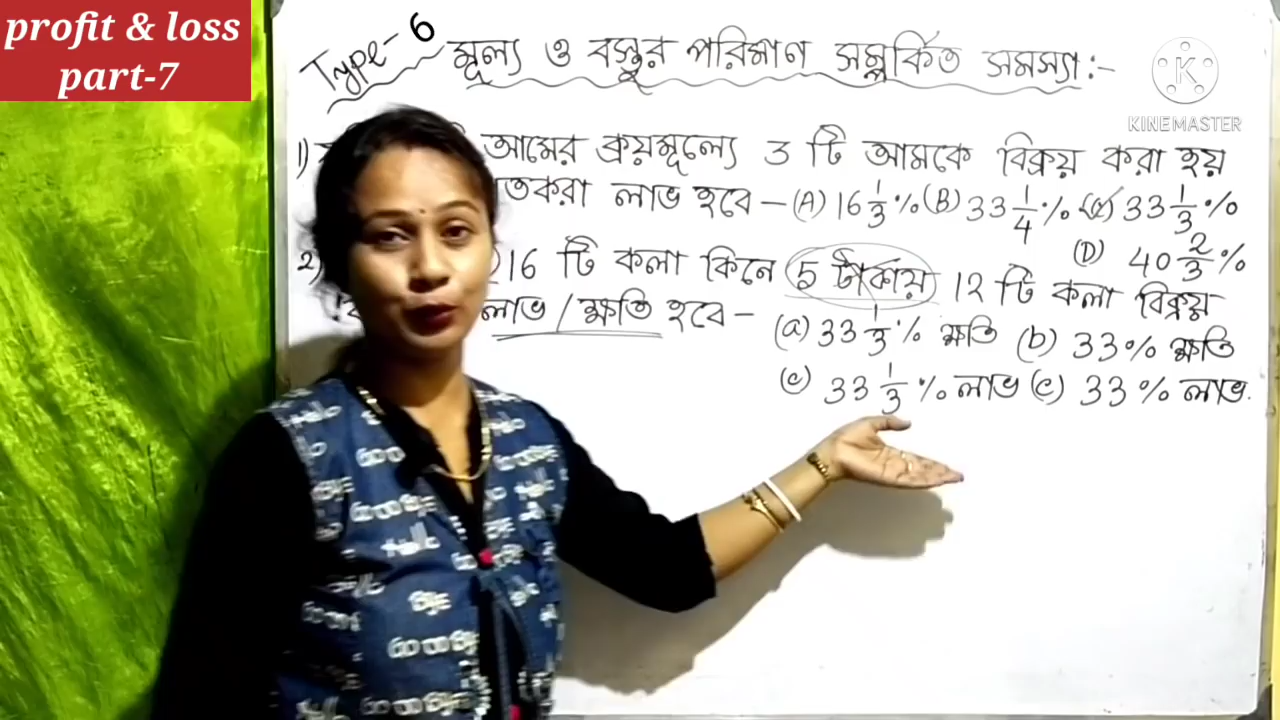 profit & loss
part-7
Type-6 মূল্য ও বস্তুর পরিমাণ সম্পর্কিত সমস্যা:-
KINEMASTER
1) আমের ক্রয়মূল্যে 3 টি আমকে বিক্রয় করা হয়
তকরা লাভ হবে — (A) 16 1/3 % (B) 33 1/4 % (c) 33 1/3 %
(D) 40 2/3 %
2) 16 টি কলা কিনে 5 টাকায় 12 টি কলা বিক্রয়
লাভ / ক্ষতি হবে —
(a) 33 1/3 % ক্ষতি (b) 33% ক্ষতি
(c) 33 1/3 % লাভ (c) 33 % লাভ.